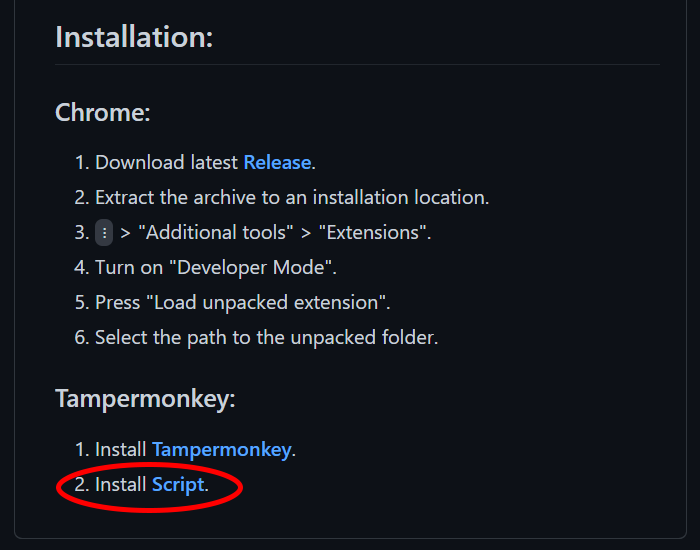 Installation:
Chrome:
1. Download latest Release.
2. Extract the archive to an installation location.
3. ⋮ > "Additional tools" > "Extensions".
4. Turn on "Developer Mode".
5. Press "Load unpacked extension".
6. Select the path to the unpacked folder.
Tampermonkey:
1. Install Tampermonkey.
2. Install Script.